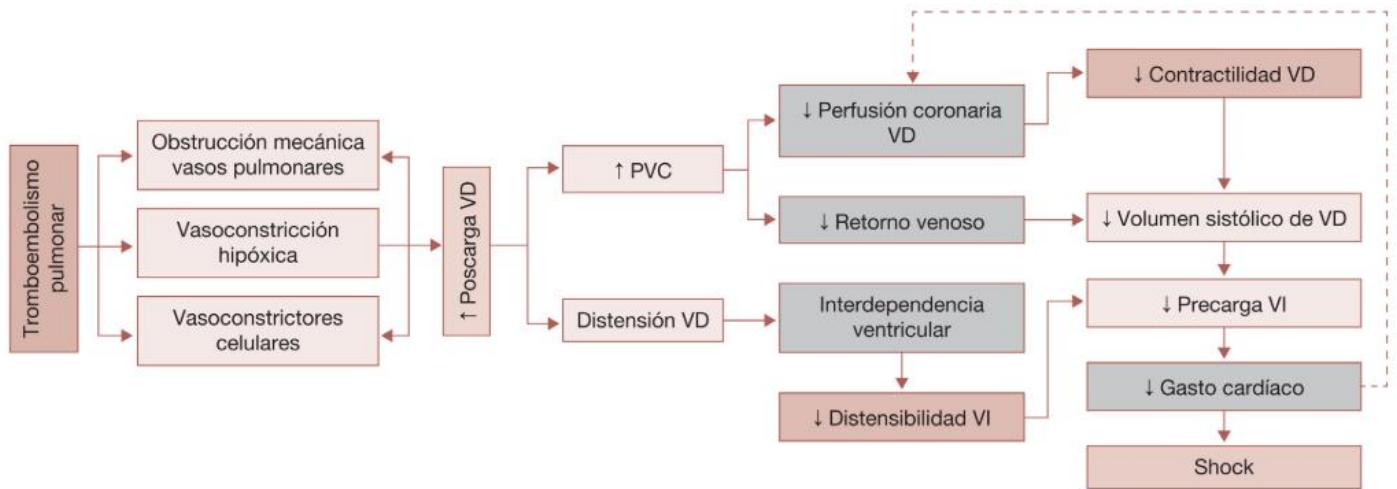 Tromboembolismo
pulmonar
Obstrucción mecánica
vasos pulmonares
Vasoconstricción
hipóxica
Vasoconstrictores
celulares
↑ Poscarga VD
↑ PVC
Distensión VD
↓ Perfusión coronaria
VD
↓ Retorno venoso
Interdependencia
ventricular
↓ Distensibilidad VI
↓ Contractilidad VD
↓ Volumen sistólico de VD
↓ Precarga VI
↓ Gasto cardíaco
Shock